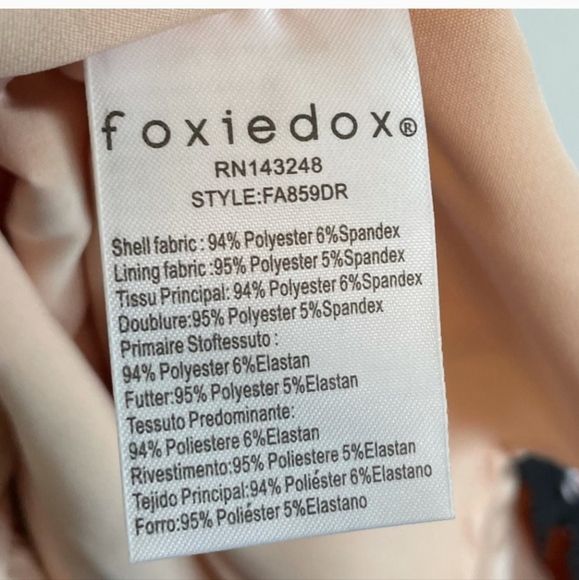 foxiedox®
RN143248
STYLE:FA859DR
Shell fabric : 94% Polyester 6%Spandex
Lining fabric :95% Polyester 5%Spandex
Tissu Principal: 94% Polyester 6%Spandex
Doublure:95% Polyester 5%Spandex
Primaire Stoftessuto :
94% Polyester 6%Elastan
Futter:95% Polyester 5%Elastan
Tessuto Predominante:
94% Poliestere 6%Elastan
Rivestimento:95% Poliestere 5%Elastan
Tejido Principal:94% Poliéster 6%Elastano
Forro:95% Poliéster 5%Elastano